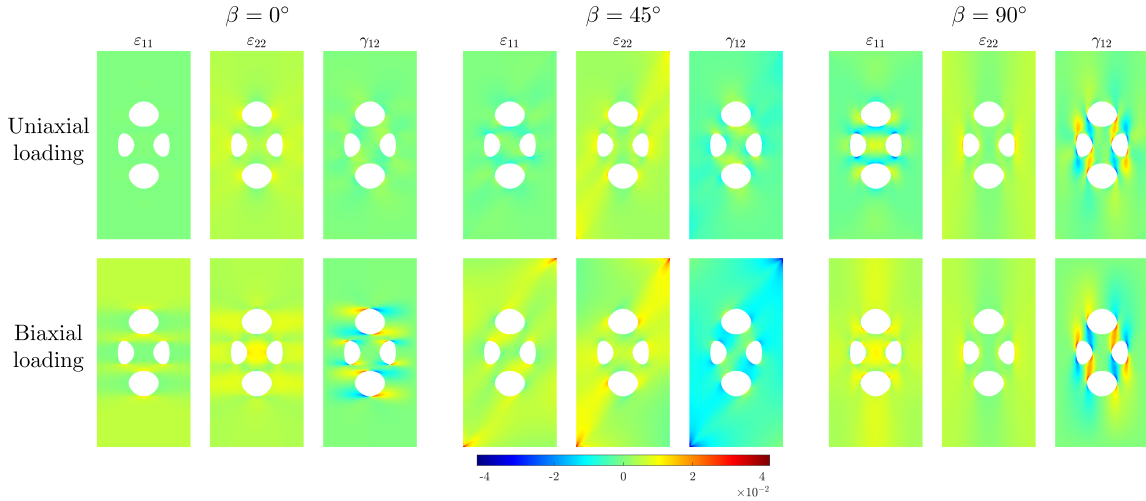 β = 0°
β = 45°
β = 90°
ε₁₁
ε₂₂
γ₁₂
ε₁₁
ε₂₂
γ₁₂
ε₁₁
ε₂₂
γ₁₂
Uniaxial
loading
Biaxial
loading
-4 -2 0 2 4
×10⁻²